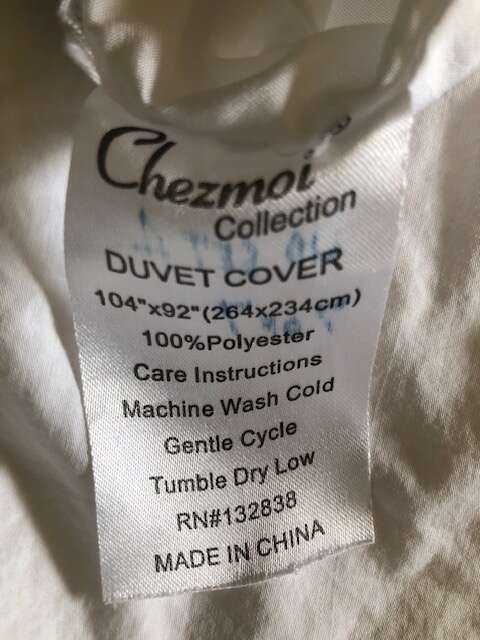 Chezmoi
Collection
DUVET COVER
104"x92"(264x234cm)
100%Polyester
Care Instructions
Machine Wash Cold
Gentle Cycle
Tumble Dry Low
RN#132838
MADE IN CHINA